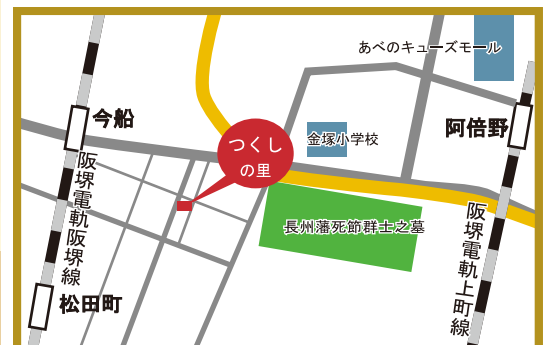 あべのキューズモール
今船
阿倍野
金塚小学校
つくし
の里
阪堺電軌阪堺線
長州藩死節群士之墓
阪堺電軌上町線
松田町